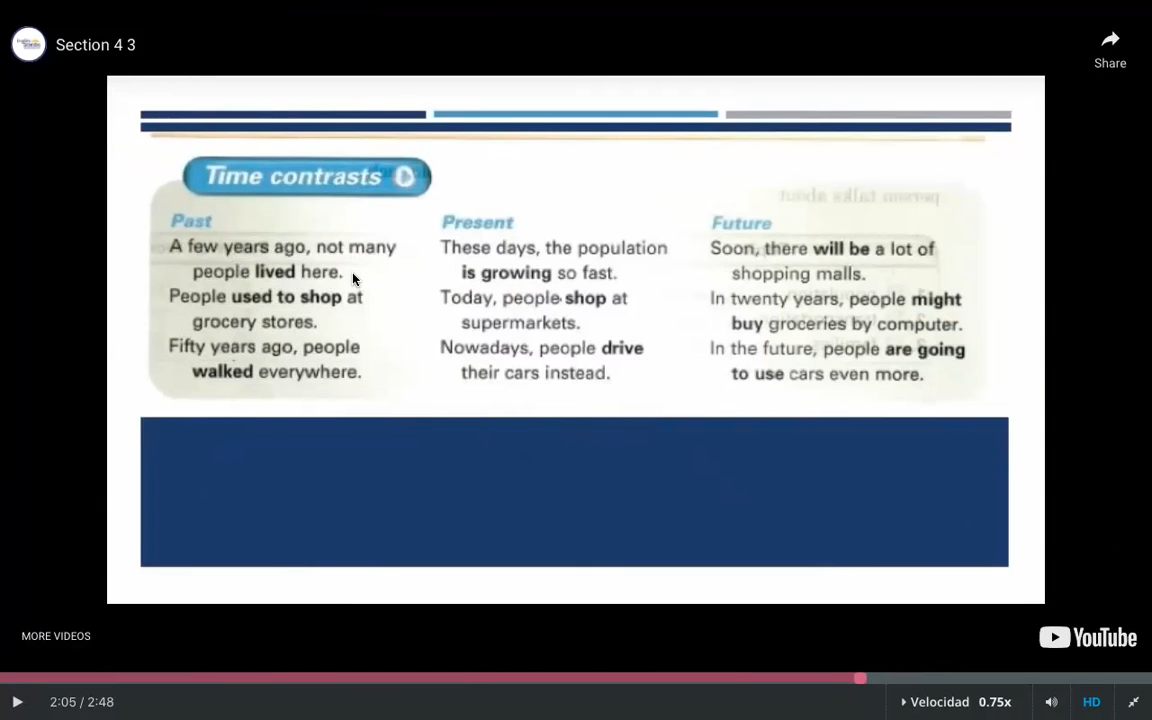 Section 4 3
Share
Time contrasts
Past
A few years ago, not many
people lived here.
People used to shop at
grocery stores.
Fifty years ago, people
walked everywhere.
Present
These days, the population
is growing so fast.
Today, people shop at
supermarkets.
Nowadays, people drive
their cars instead.
Future
Soon, there will be a lot of
shopping malls.
In twenty years, people might
buy groceries by computer.
In the future, people are going
to use cars even more.
person talks about
MORE VIDEOS
YouTube
2:05 / 2:48
Velocidad 0.75x
HD